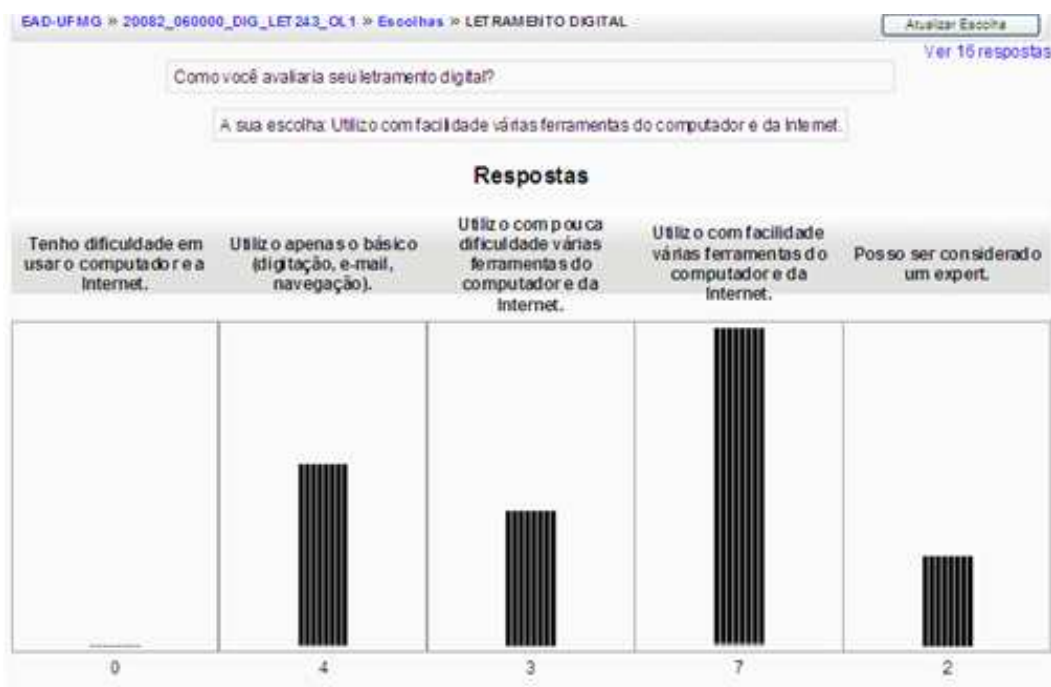 EAD-UFMG » 20082_060000_DIG_LET243_OL1 » Escolhas » LETRAMENTO DIGITAL
Atualizar Escolha
Ver 16 respostas
Como você avaliaria seu letramento digital?
A sua escolha: Utilizo com facilidade várias ferramentas do computador e da Internet.
Respostas
Tenho dificuldade em
usar o computador e a
Internet.
Utilizo apenas o básico
(digitação, e-mail,
navegação).
Utilizo com pouca
dificuldade várias
ferramentas do
computador e da
Internet.
Utilizo com facilidade
várias ferramentas do
computador e da
Internet.
Posso ser considerado
um expert.
0
4
3
7
2